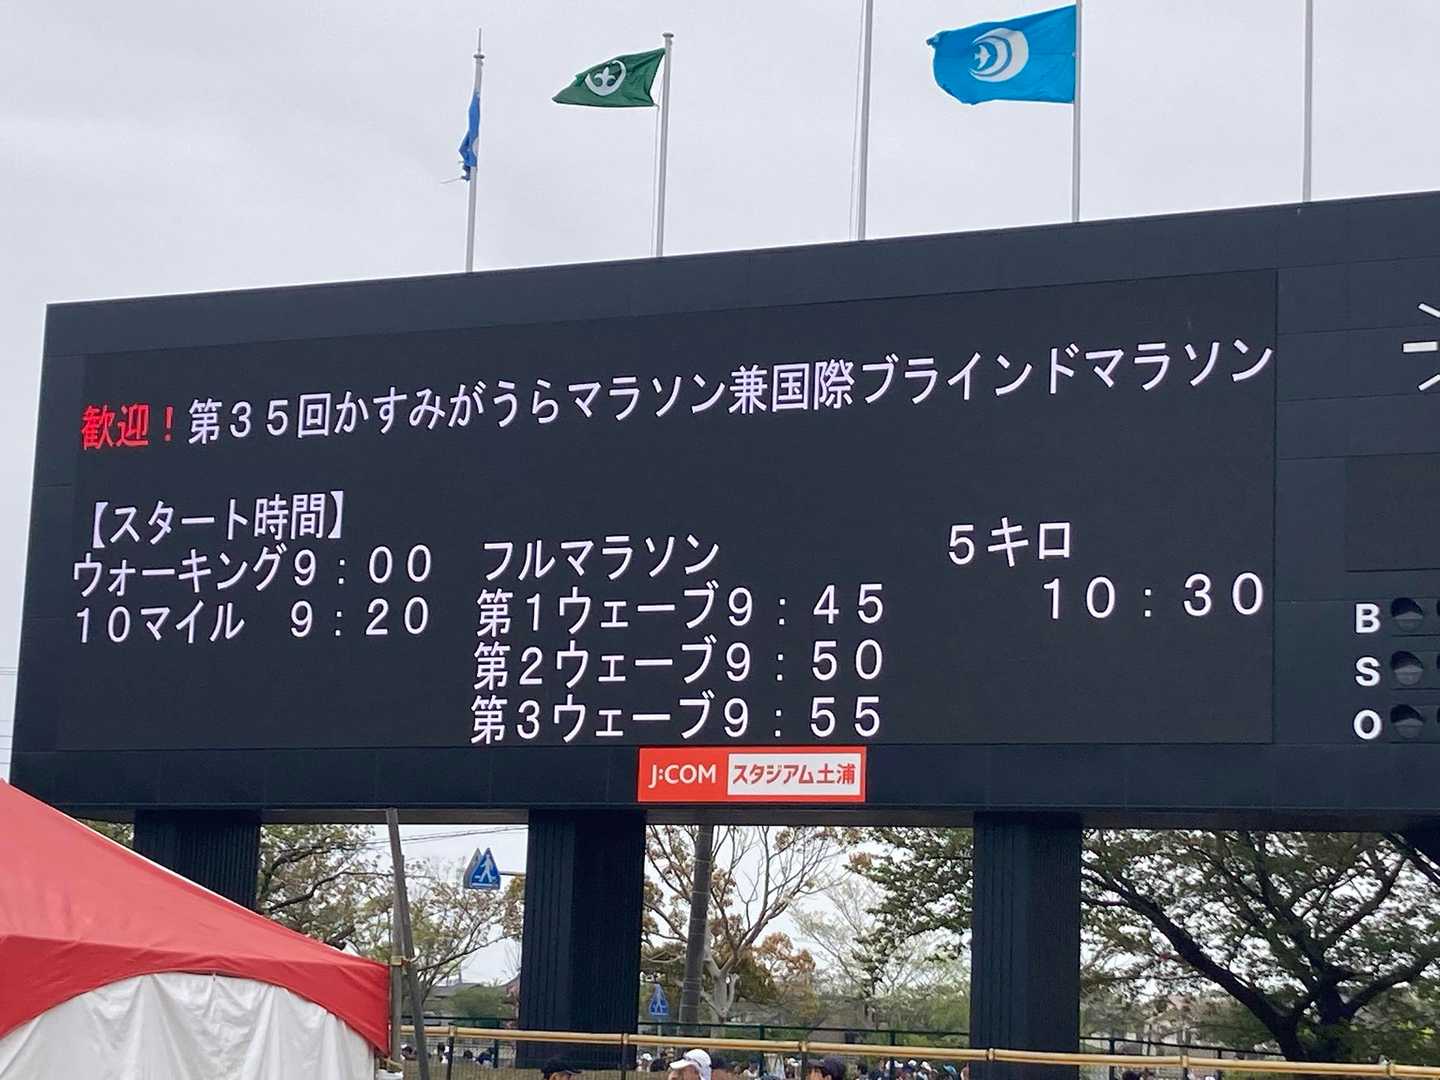 歓迎！第３５回かすみがうらマラソン兼国際ブラインドマラソン
【スタート時間】
ウォーキング９：００
１０マイル　９：２０
フルマラソン
第１ウェーブ９：４５
第２ウェーブ９：５０
第３ウェーブ９：５５
５キロ
１０：３０
B
S
O
J:COM スタジアム土浦